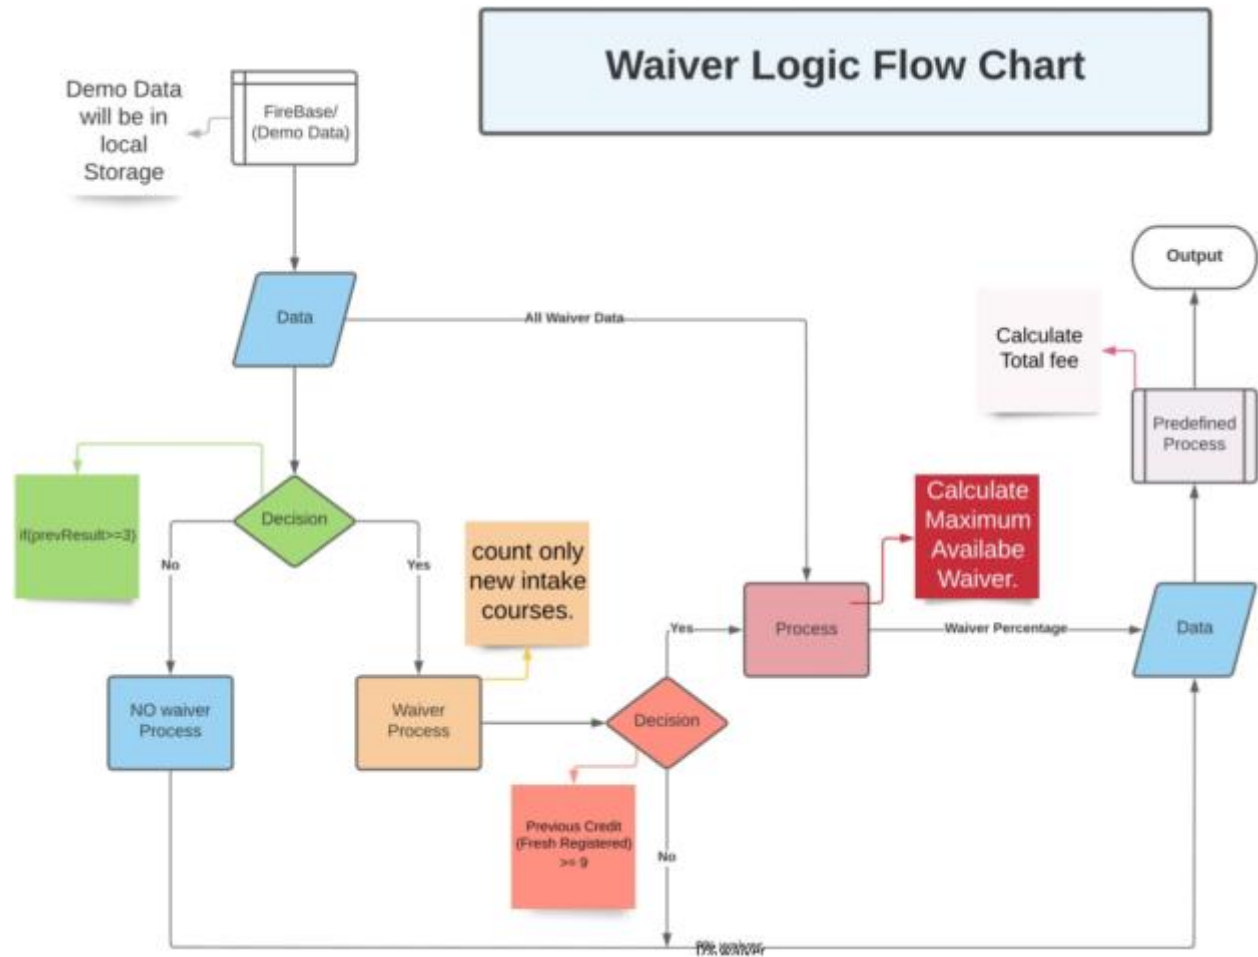 Waiver Logic Flow Chart
Demo Data
will be in
local
Storage
FireBase/
(Demo Data)
Data
All Waiver Data
Output
Calculate
Total fee
Predefined
Process
if(prevResult>=3)
Decision
No
Yes
count only
new intake
courses.
Calculate
Maximum
Availabe
Waiver.
Yes
Process
Waiver Percentage
Data
NO waiver
Process
Waiver
Process
Decision
Previous Credit
(Fresh Registered)
>= 9
No
waiver